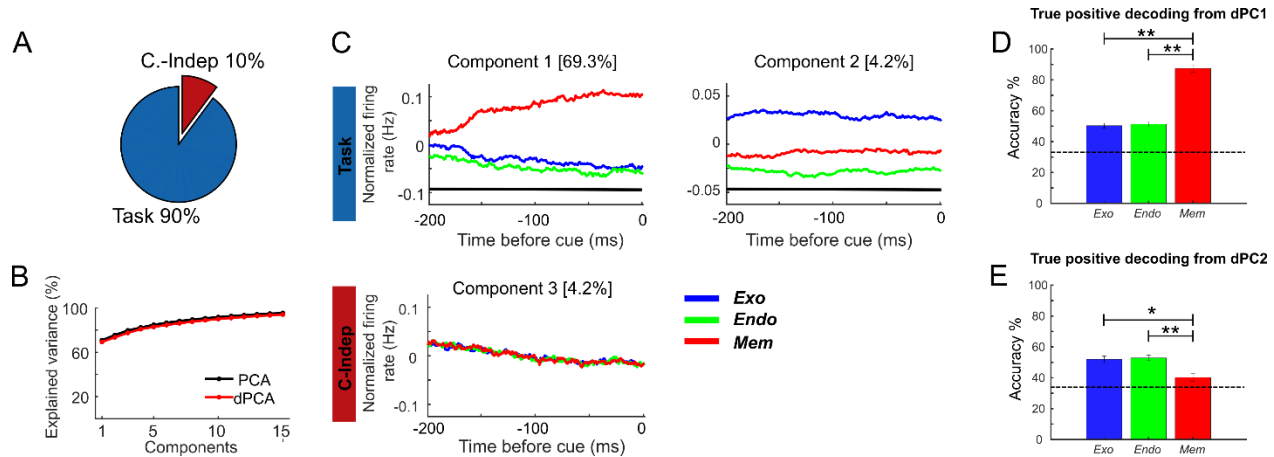 A
C.-Indep 10%
Task 90%
B
Explained variance (%)
100
60
20
PCA
dPCA
1
5
10
15
Components
C
Task
Component 1 [69.3%]
Normalized firing
rate (Hz)
0.1
0
-0.1
-200
-100
0
Time before cue (ms)
Component 2 [4.2%]
0.05
0
-0.05
-200
-100
0
Time before cue (ms)
C-Indep
Component 3 [4.2%]
Normalized firing
rate (Hz)
0.1
0
-0.1
-200
-100
0
Time before cue (ms)
Exo
Endo
Mem
True positive decoding from dPC1
D
**
**
Accuracy %
100
80
60
40
20
0
Exo
Endo
Mem
True positive decoding from dPC2
E
*
**
Accuracy %
100
80
60
40
20
0
Exo
Endo
Mem